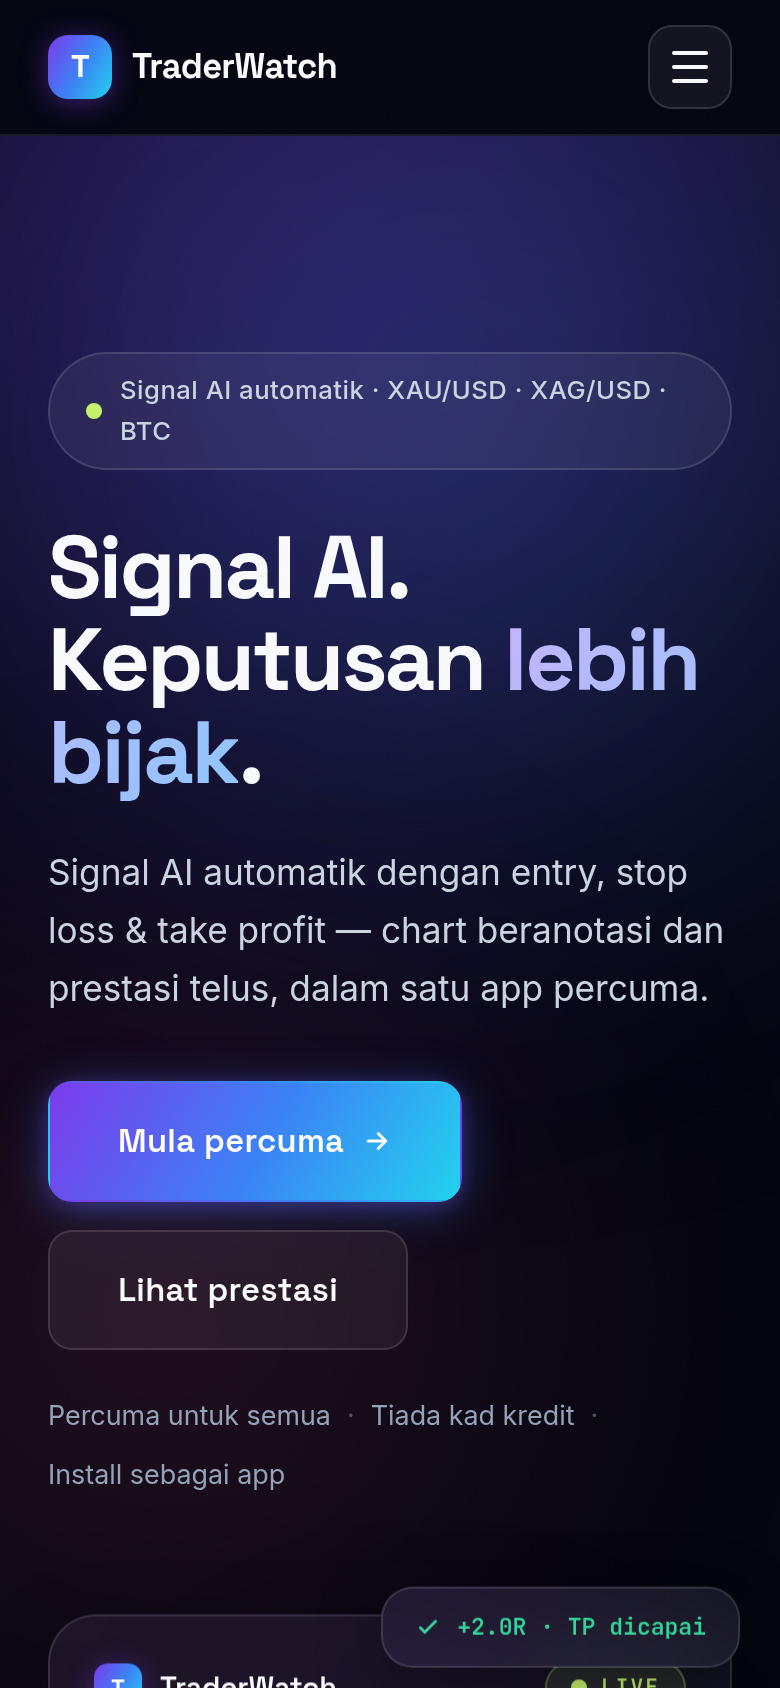 T TraderWatch
Signal AI automatik · XAU/USD · XAG/USD ·
BTC
Signal AI.
Keputusan lebih
bijak.
Signal AI automatik dengan entry, stop
loss & take profit — chart beranotasi dan
prestasi telus, dalam satu app percuma.
Mula percuma →
Lihat prestasi
Percuma untuk semua · Tiada kad kredit ·
Install sebagai app
✓ +2.0R · TP dicapai
T TraderWatch LIVE